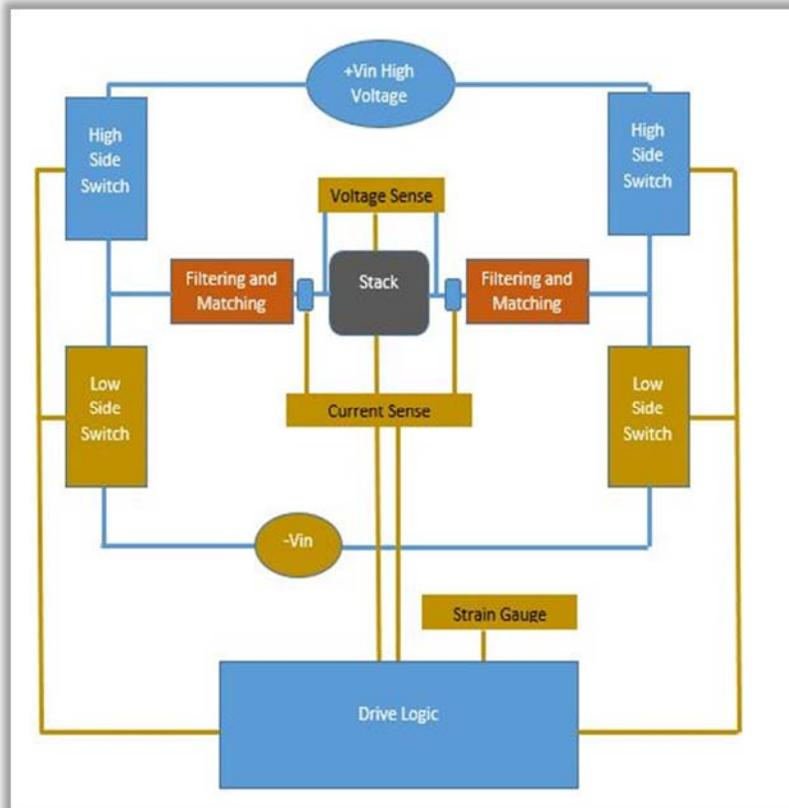 +Vin High
Voltage
High
Side
Switch
High
Side
Switch
Voltage Sense
Filtering and
Matching
Stack
Filtering and
Matching
Low
Side
Switch
Current Sense
Low
Side
Switch
-Vin
Strain Gauge
Drive Logic